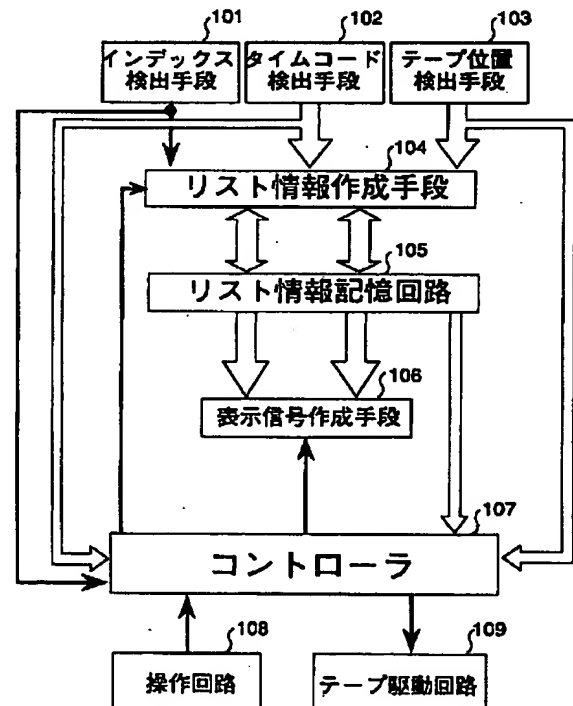 101
102
103
インデックス
検出手段
タイムコード
検出手段
テープ位置
検出手段
104
リスト情報作成手段
105
リスト情報記憶回路
106
表示信号作成手段
107
コントローラ
108
109
操作回路
テープ駆動回路